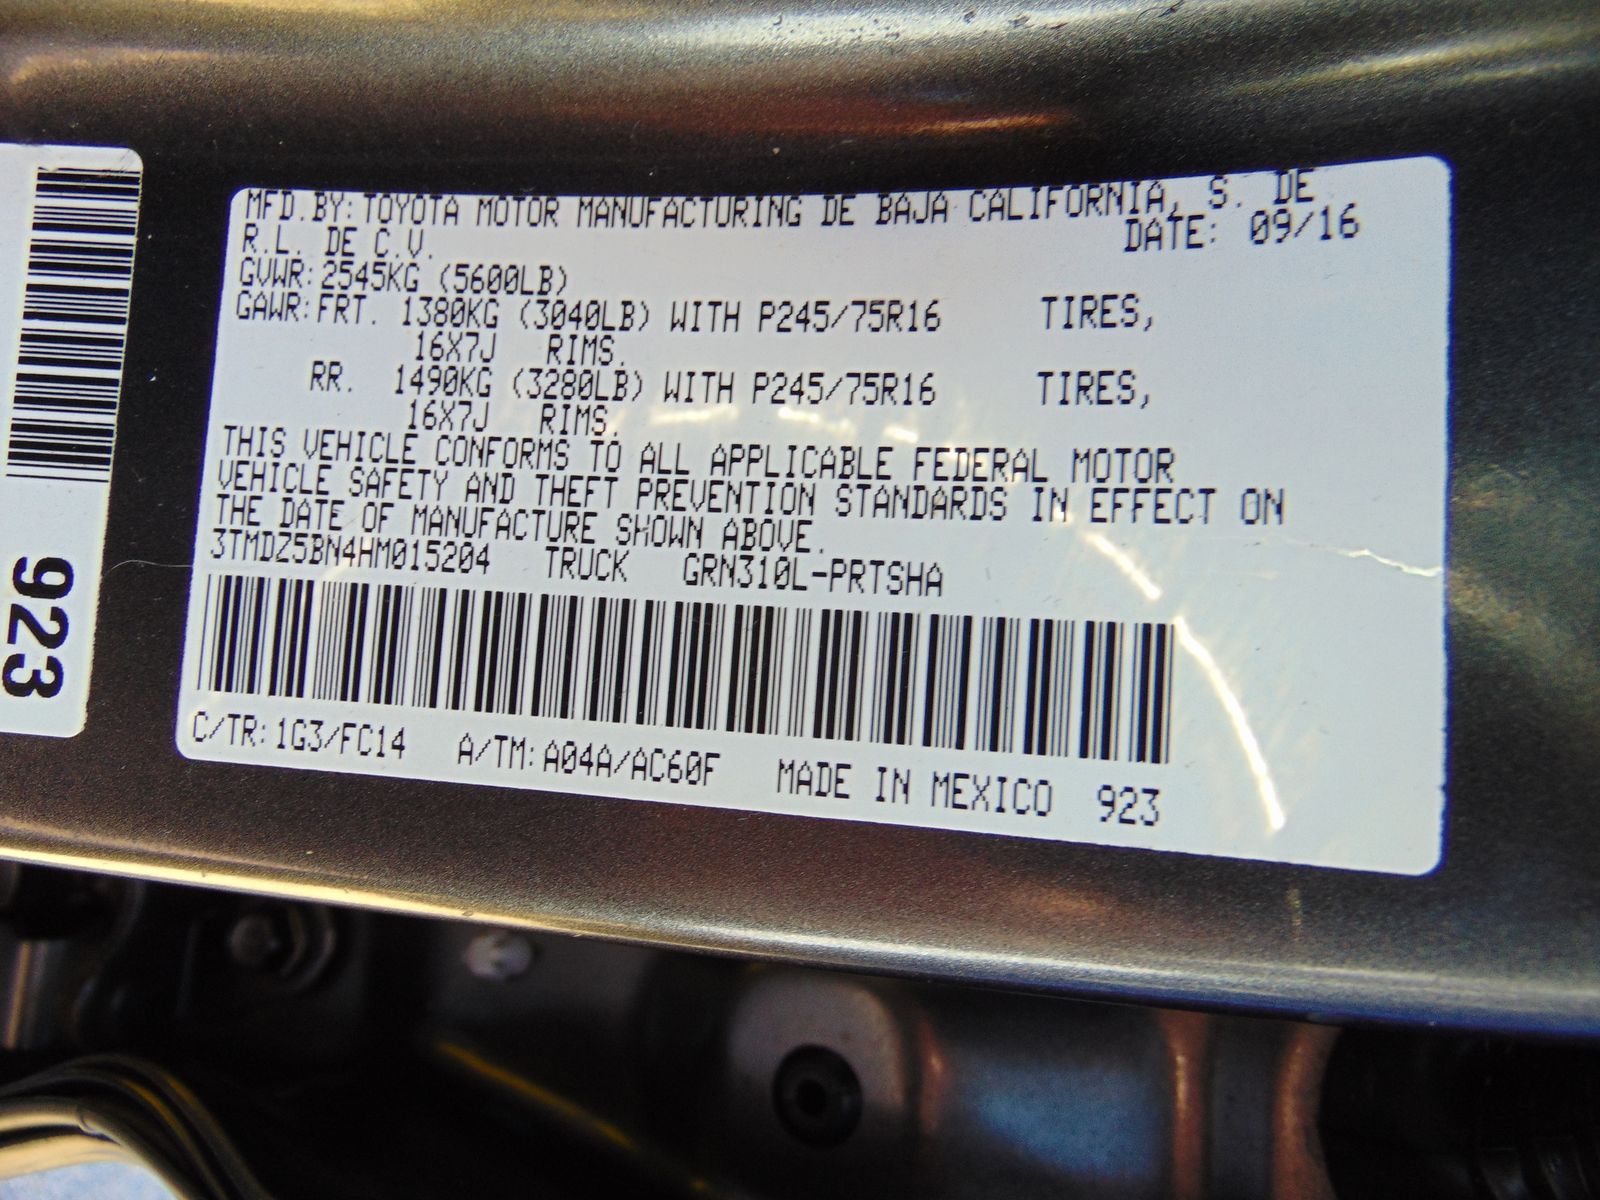 MFD.BY:TOYOTA MOTOR MANUFACTURING DE BAJA CALIFORNIA, S. DE
R.L. DE C.V. DATE: 09/16
GVWR:2545KG (5600LB)
GAWR:FRT. 1380KG (3040LB) WITH P245/75R16 TIRES,
16X7J RIMS.
RR. 1490KG (3280LB) WITH P245/75R16 TIRES,
16X7J RIMS.
THIS VEHICLE CONFORMS TO ALL APPLICABLE FEDERAL MOTOR
VEHICLE SAFETY AND THEFT PREVENTION STANDARDS IN EFFECT ON
THE DATE OF MANUFACTURE SHOWN ABOVE.
3TMDZ5BN4HM015204 TRUCK GRN310L-PRTSHA
C/TR:1G3/FC14 A/TM:A04A/AC60F MADE IN MEXICO 923
923